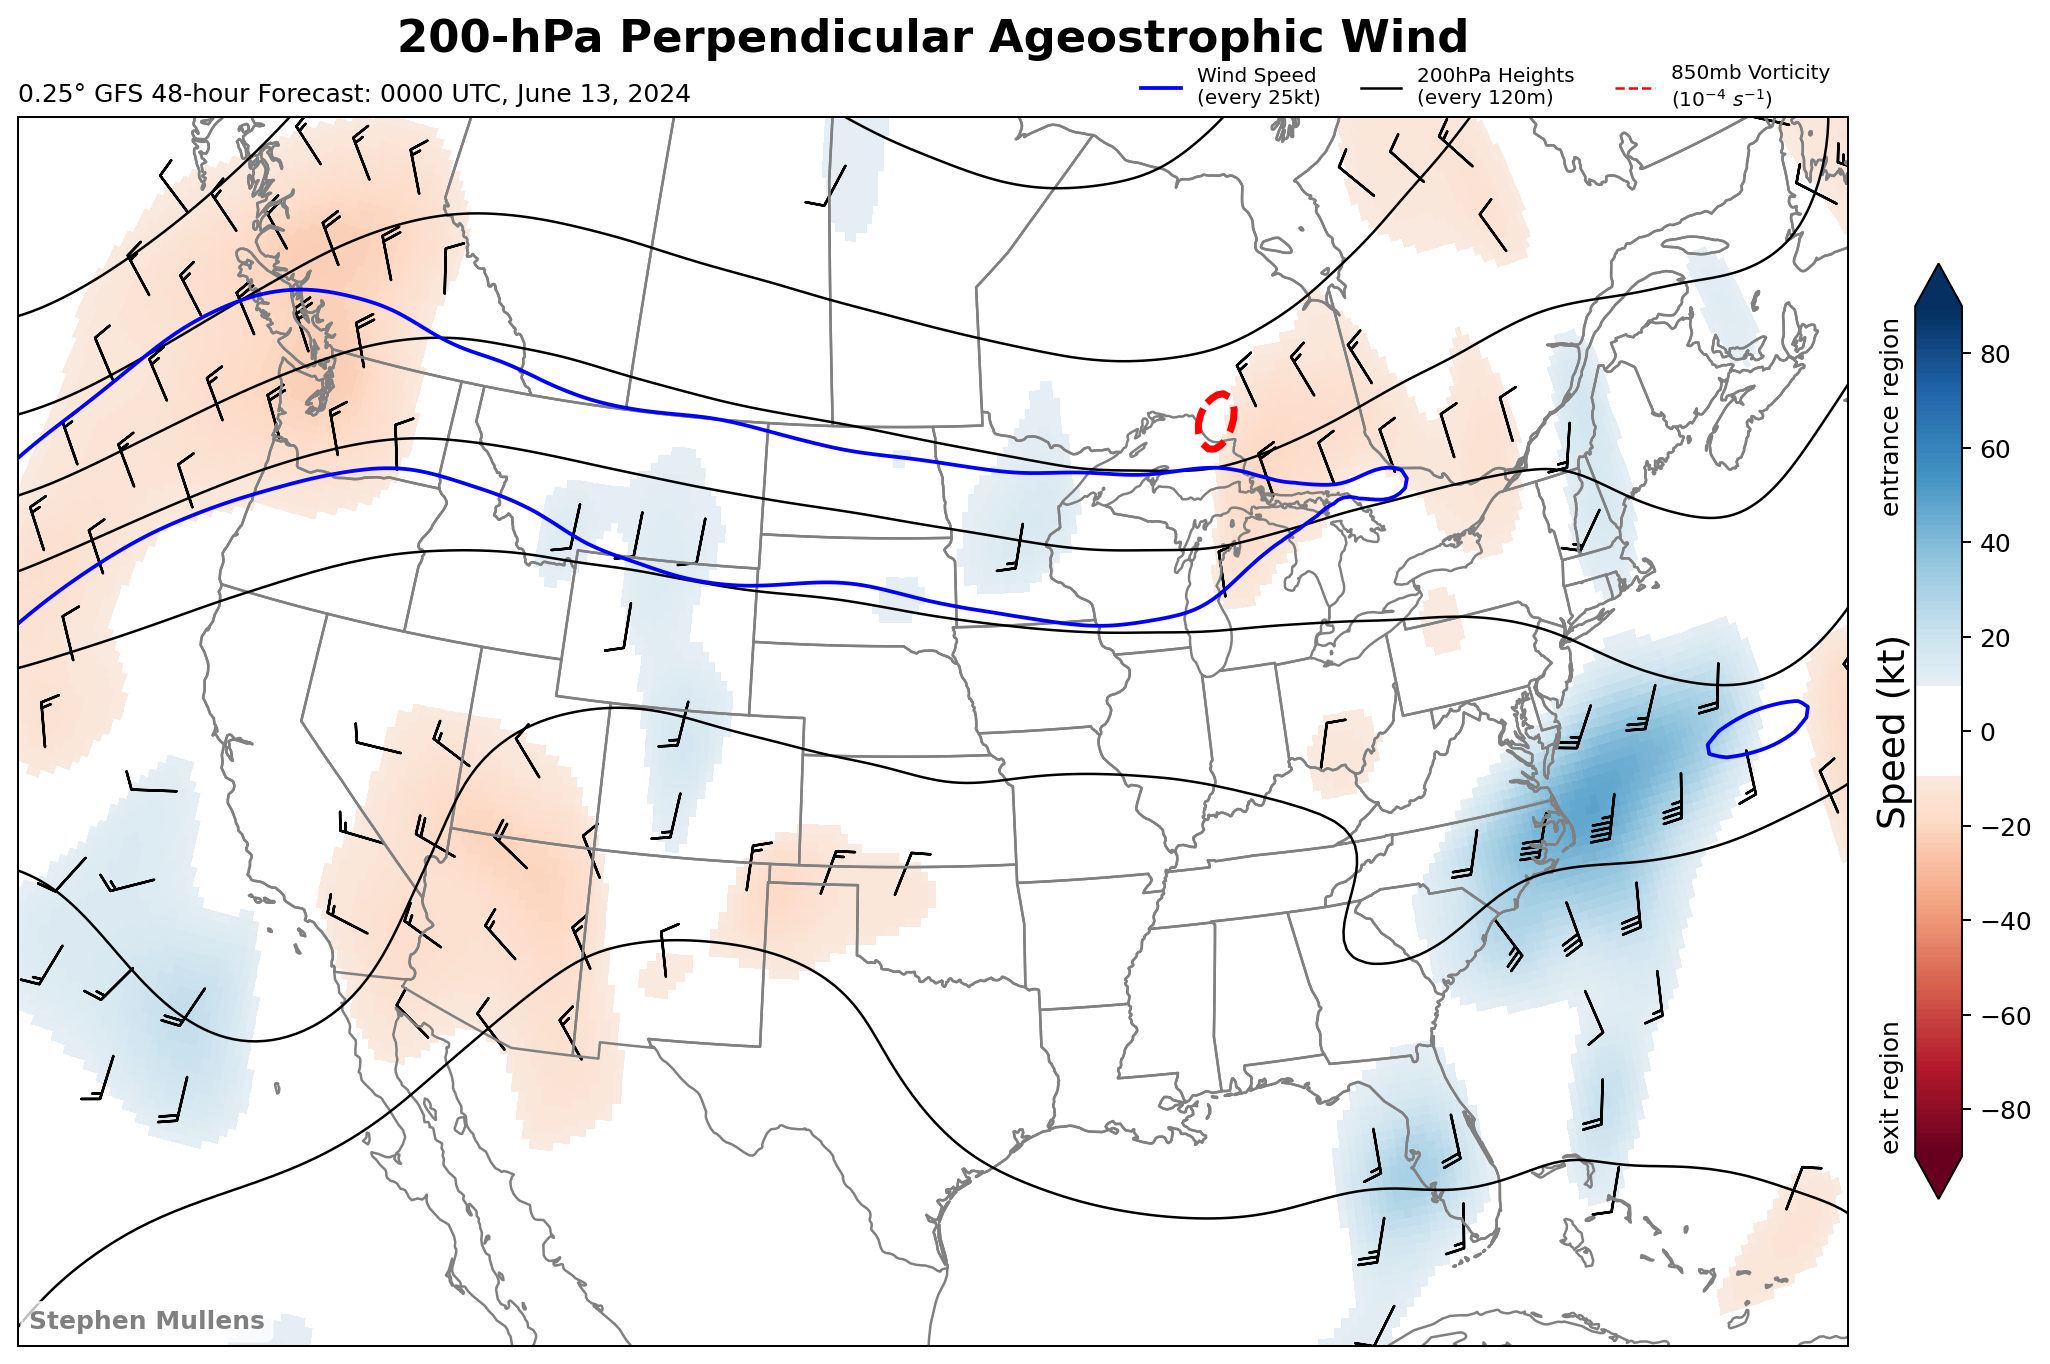 200-hPa Perpendicular Ageostrophic Wind
0.25° GFS 48-hour Forecast: 0000 UTC, June 13, 2024
Wind Speed
(every 25kt)
200hPa Heights
(every 120m)
850mb Vorticity
(10⁻⁴ s⁻¹)
entrance region
Speed (kt)
exit region
80
60
40
20
0
−20
−40
−60
−80
Stephen Mullens